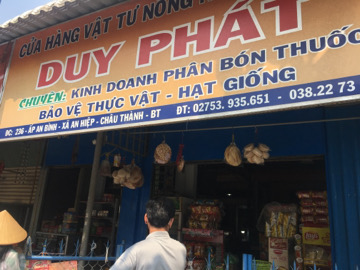 CỬA HÀNG VẬT TƯ NÔNG
DUY PHÁT
CHUYÊN: KINH DOANH PHÂN BÓN THUỐC
BẢO VỆ THỰC VẬT - HẠT GIỐNG
ĐC: 236 - ẤP AN BÌNH - XÃ AN HIỆP - CHÂU THÀNH - BT ĐT: 02753.935.651 - 038.22 73